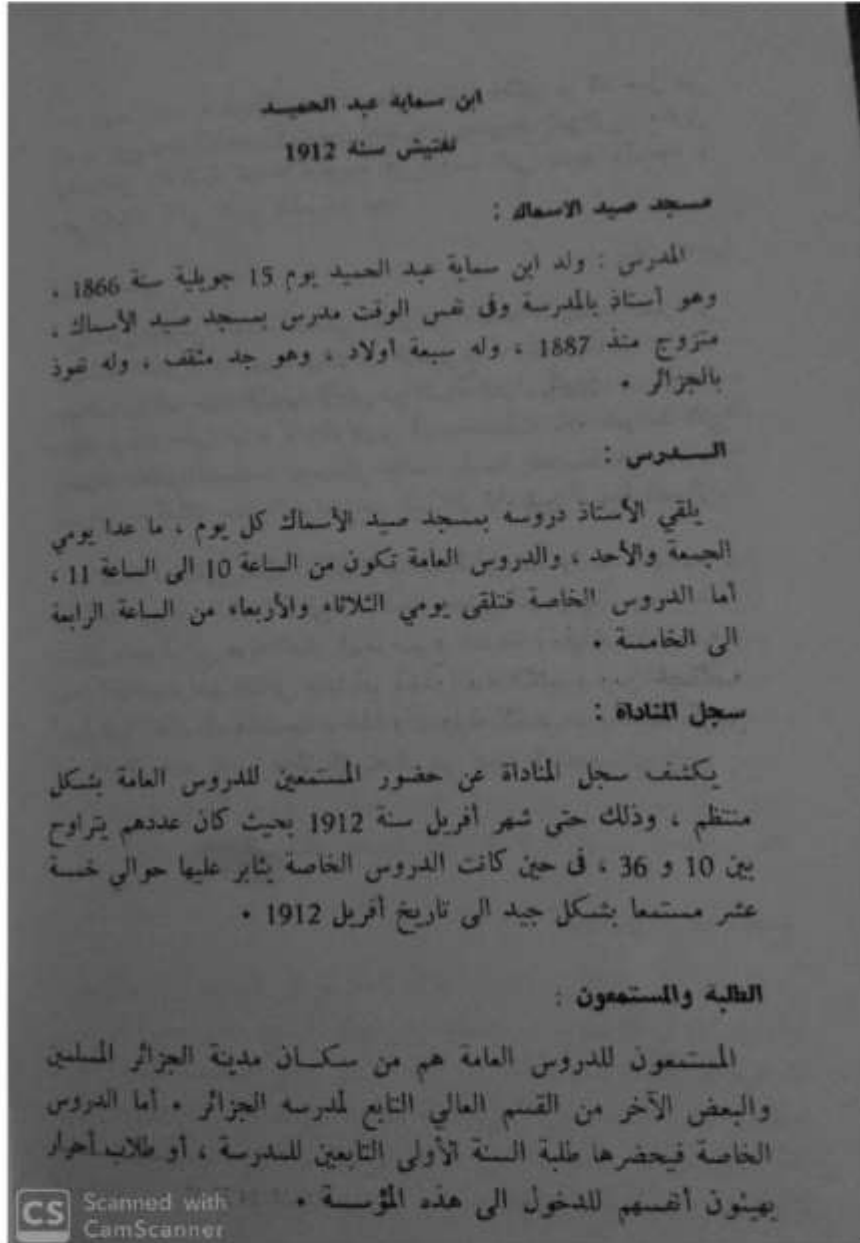 ابن سماية عبد الحميـــد
تفتيش سنة 1912
مسجد صيد الاسماك :
المدرس : ولد ابن سماية عبد الحميد يوم 15 جويلية سنة 1866 ،
وهو أستاذ بالمدرسة وفى نفس الوقت مدرس بمسجد صيد الأسماك ،
متزوج منذ 1887 ، وله سبعة أولاد ، وهو جد مثقف ، وله نفوذ
بالجزائر •
الـــدرس :
يلقي الأستاذ دروسه بمسجد صيد الأسماك كل يوم ، ما عدا يومي
الجمعة والأحد ، والدروس العامة تكون من الساعة 10 الى الساعة 11 ،
أما الدروس الخاصة فتلقى يومي الثلاثاء والأربعاء من الساعة الرابعة
الى الخامسة •
سجل المناداة :
يكشف سجل المناداة عن حضور المستمعين للدروس العامة بشكل
منتظم ، وذلك حتى شهر أفريل سنة 1912 بحيث كان عددهم يتراوح
بين 10 و 36 ، فى حين كانت الدروس الخاصة يثابر عليها حوالي خمسة
عشر مستمعا بشكل جيد الى تاريخ أفريل 1912 •
الطلبة والمستمعون :
المستمعون للدروس العامة هم من سكـــان مدينة الجزائر المسلمين
والبعض الآخر من القسم العالي التابع لمدرسه الجزائر • أما الدروس
الخاصة فيحضرها طلبة السنة الأولى التابعين للمدرسة ، أو طلاب أحرار
يهيئون أنفسهم للدخول الى هذه المؤســـة •
CS Scanned with
CamScanner